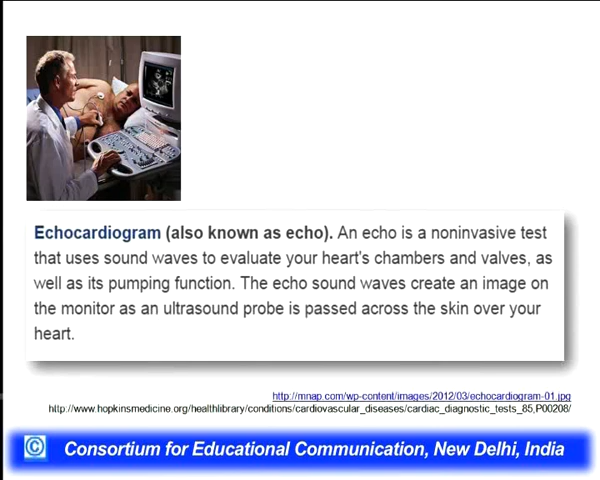 Echocardiogram (also known as echo). An echo is a noninvasive test
that uses sound waves to evaluate your heart's chambers and valves, as
well as its pumping function. The echo sound waves create an image on
the monitor as an ultrasound probe is passed across the skin over your
heart.
http://mnap.com/wp-content/images/2012/03/echocardiogram-01.jpg
http://www.hopkinsmedicine.org/healthlibrary/conditions/cardiovascular_diseases/cardiac_diagnostic_tests_85,P00208/
© Consortium for Educational Communication, New Delhi, India